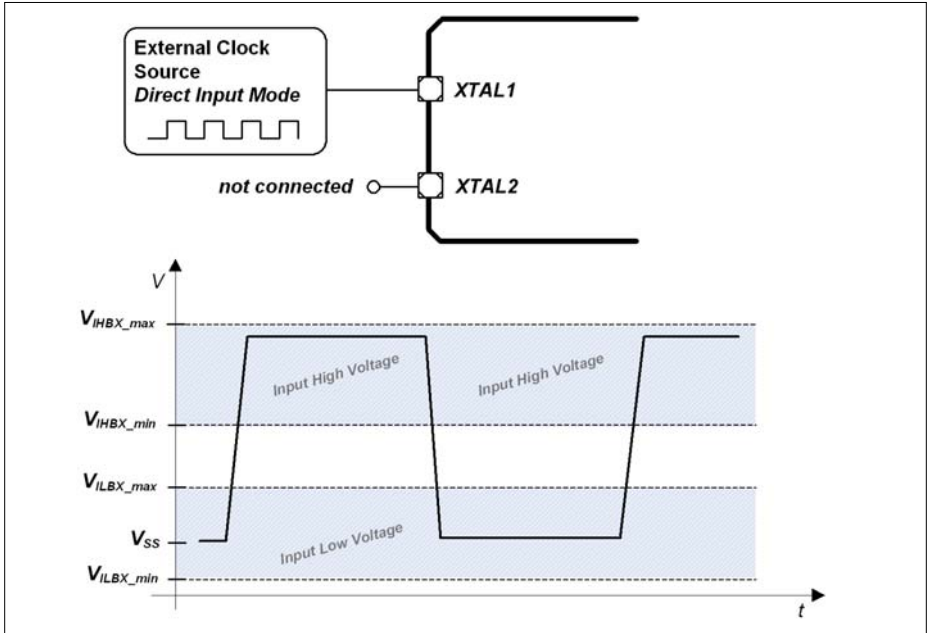 External Clock
Source
Direct Input Mode
XTAL1
not connected
XTAL2
V
VIHBX_max
Input High Voltage
Input High Voltage
VIHBX_min
VILBX_max
Input Low Voltage
VSS
VILBX_min
t